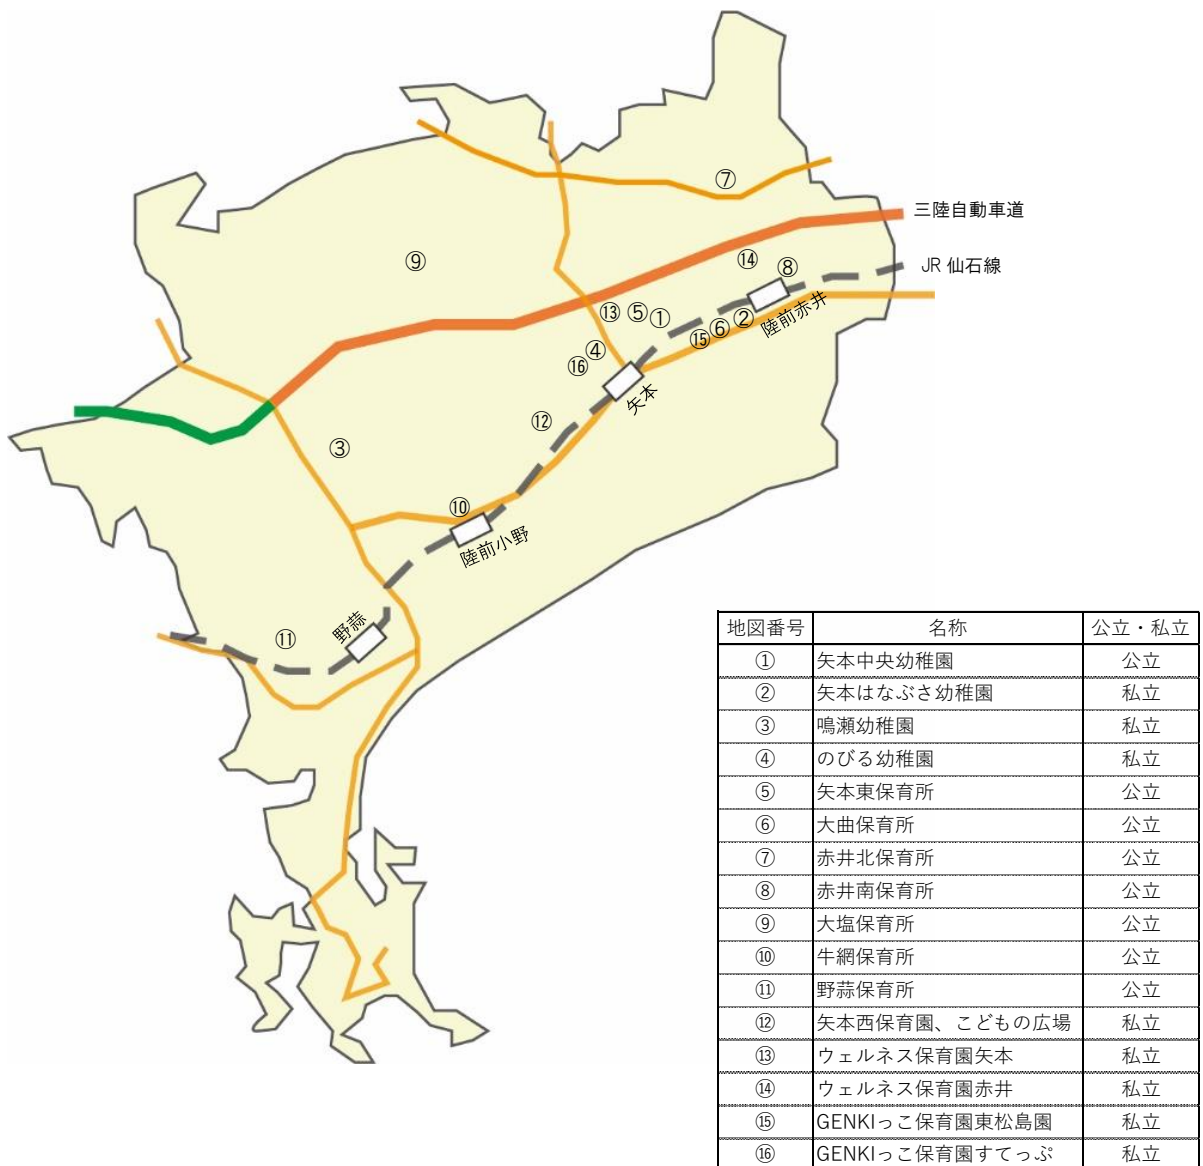 ⑦
三陸自動車道
⑨
⑭
⑧
JR 仙石線
⑬
⑤
①
⑮
⑥
②
陸前赤井
⑯
④
矢本
⑫
③
⑩
陸前小野
⑪
野蒜
地図番号 名称 公立・私立
① 矢本中央幼稚園 公立
② 矢本はなぶさ幼稚園 私立
③ 鳴瀬幼稚園 私立
④ のびる幼稚園 私立
⑤ 矢本東保育所 公立
⑥ 大曲保育所 公立
⑦ 赤井北保育所 公立
⑧ 赤井南保育所 公立
⑨ 大塩保育所 公立
⑩ 牛網保育所 公立
⑪ 野蒜保育所 公立
⑫ 矢本西保育園、こどもの広場 私立
⑬ ウェルネス保育園矢本 私立
⑭ ウェルネス保育園赤井 私立
⑮ GENKIっこ保育園東松島園 私立
⑯ GENKIっこ保育園すてっぷ 私立